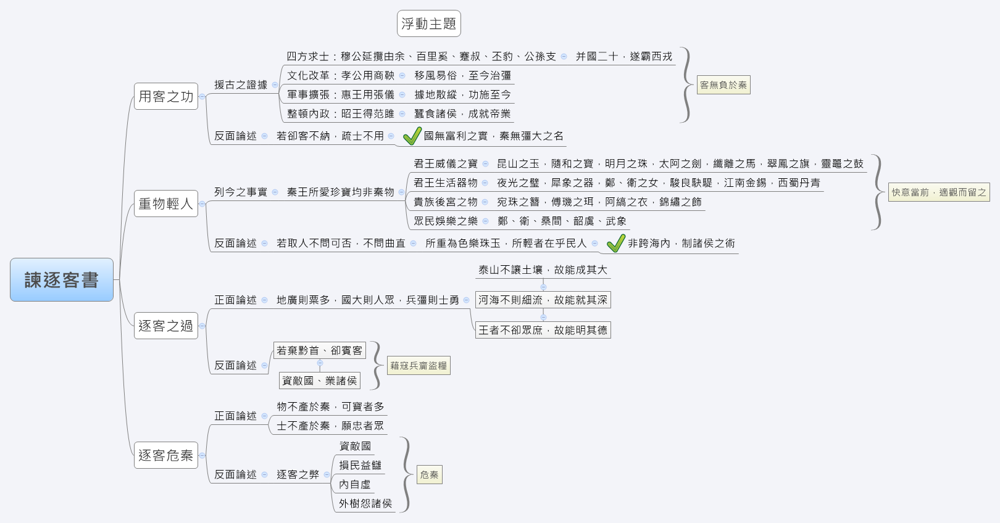 浮動主題
諫逐客書
用客之功
援古之證據
四方求士：穆公延攬由余、百里奚、蹇叔、丕豹、公孫支
并國二十，遂霸西戎
文化改革：孝公用商鞅
移風易俗，至今治彊
軍事擴張：惠王用張儀
據地散縱，功施至今
整頓內政：昭王得范雎
蠶食諸侯，成就帝業
客無負於秦
反面論述
若卻客不納，疏士不用
國無富利之實，秦無彊大之名
重物輕人
列今之事實
秦王所愛珍寶均非秦物
君王威儀之寶
昆山之玉，隨和之寶，明月之珠，太阿之劍，纖離之馬，翠鳳之旗，靈鼉之鼓
君王生活器物
夜光之璧，犀象之器，鄭、衛之女，駿良駃騠，江南金錫，西蜀丹青
貴族後宮之物
宛珠之簪，傅璣之珥，阿縞之衣，錦繡之飾
眾民娛樂之樂
鄭、衛、桑間、韶虞、武象
快意當前，適觀而留之
反面論述
若取人不問可否，不問曲直
所重為色樂珠玉，所輕者在乎民人
非跨海內，制諸侯之術
逐客之過
正面論述
地廣則粟多，國大則人眾，兵彊則士勇
泰山不讓土壤，故能成其大
河海不則細流，故能就其深
王者不卻眾庶，故能明其德
反面論述
若棄黔首、卻賓客
資敵國、業諸侯
藉寇兵齎盜糧
逐客危秦
正面論述
物不產於秦，可寶者多
士不產於秦，願忠者眾
反面論述
逐客之弊
資敵國
損民益讎
內自虛
外樹怨諸侯
危秦